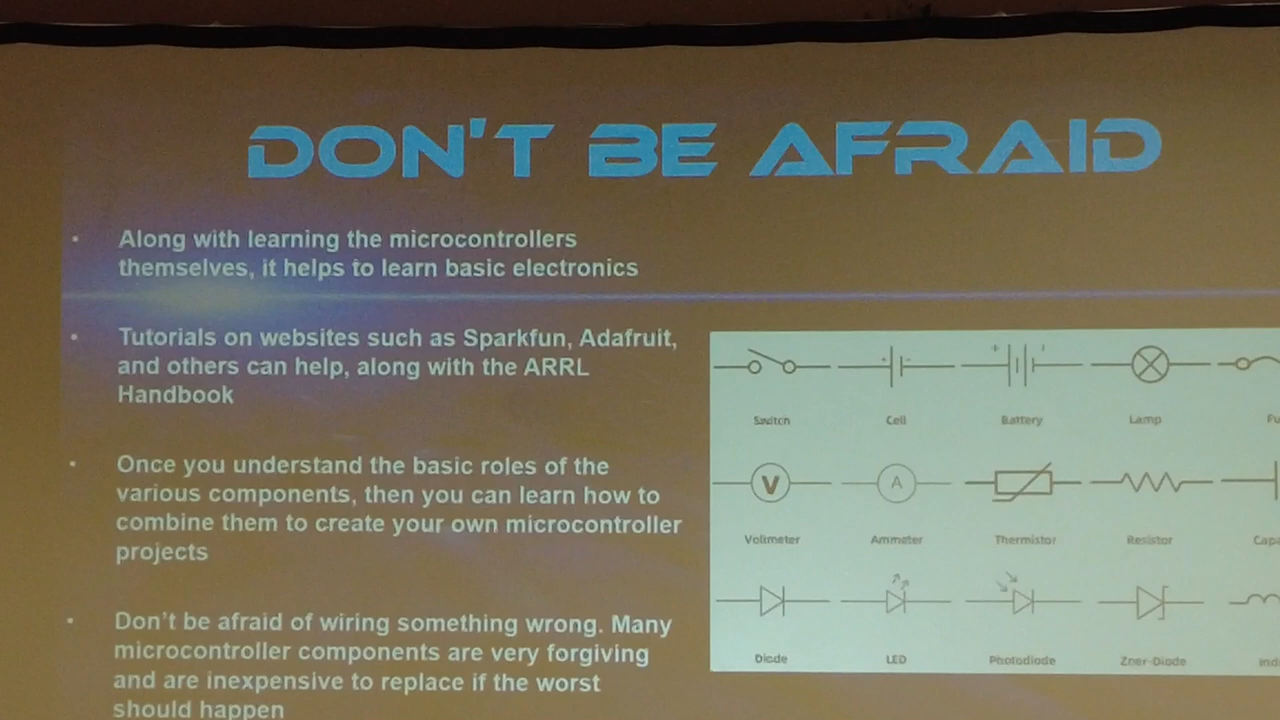 DON'T BE AFRAID
• Along with learning the microcontrollers
themselves, it helps to learn basic electronics
• Tutorials on websites such as Sparkfun, Adafruit,
and others can help, along with the ARRL
Handbook
• Once you understand the basic roles of the
various components, then you can learn how to
combine them to create your own microcontroller
projects
• Don't be afraid of wiring something wrong. Many
microcontroller components are very forgiving
and are inexpensive to replace if the worst
should happen
Switch Cell Battery Lamp
V A
Voltmeter Ammeter Thermistor Resistor
Diode LED Photodiode Zner-Diode